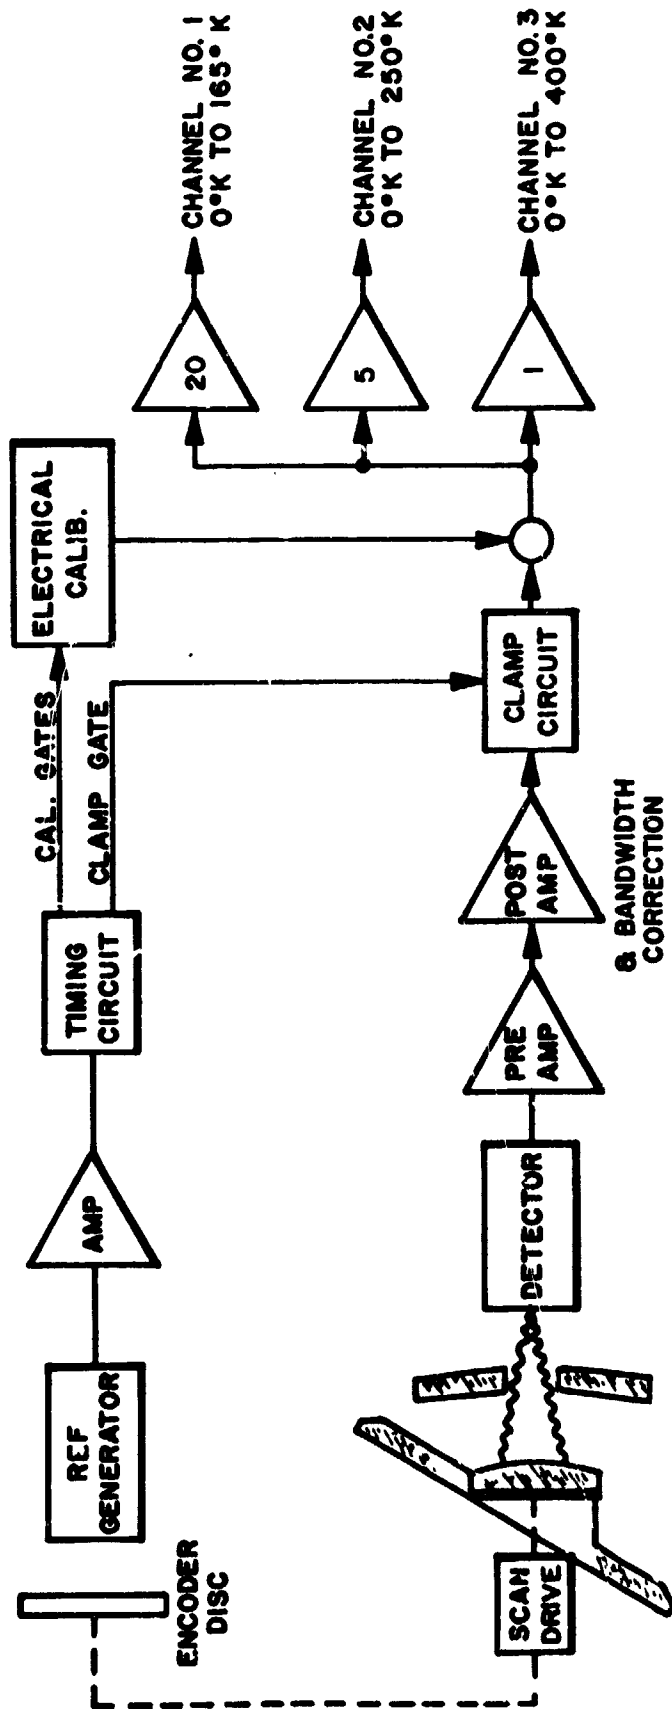 ENCODER
DISC
REF
GENERATOR
AMP
TIMING
CIRCUIT
CAL. GATES
CLAMP GATE
ELECTRICAL
CALIB.
SCAN
DRIVE
DETECTOR
PRE
AMP
POST
AMP
& BANDWIDTH
CORRECTION
CLAMP
CIRCUIT
20
CHANNEL NO. 1
0°K TO 165°K
5
CHANNEL NO.2
0°K TO 250°K
1
CHANNEL NO.3
0°K TO 400°K